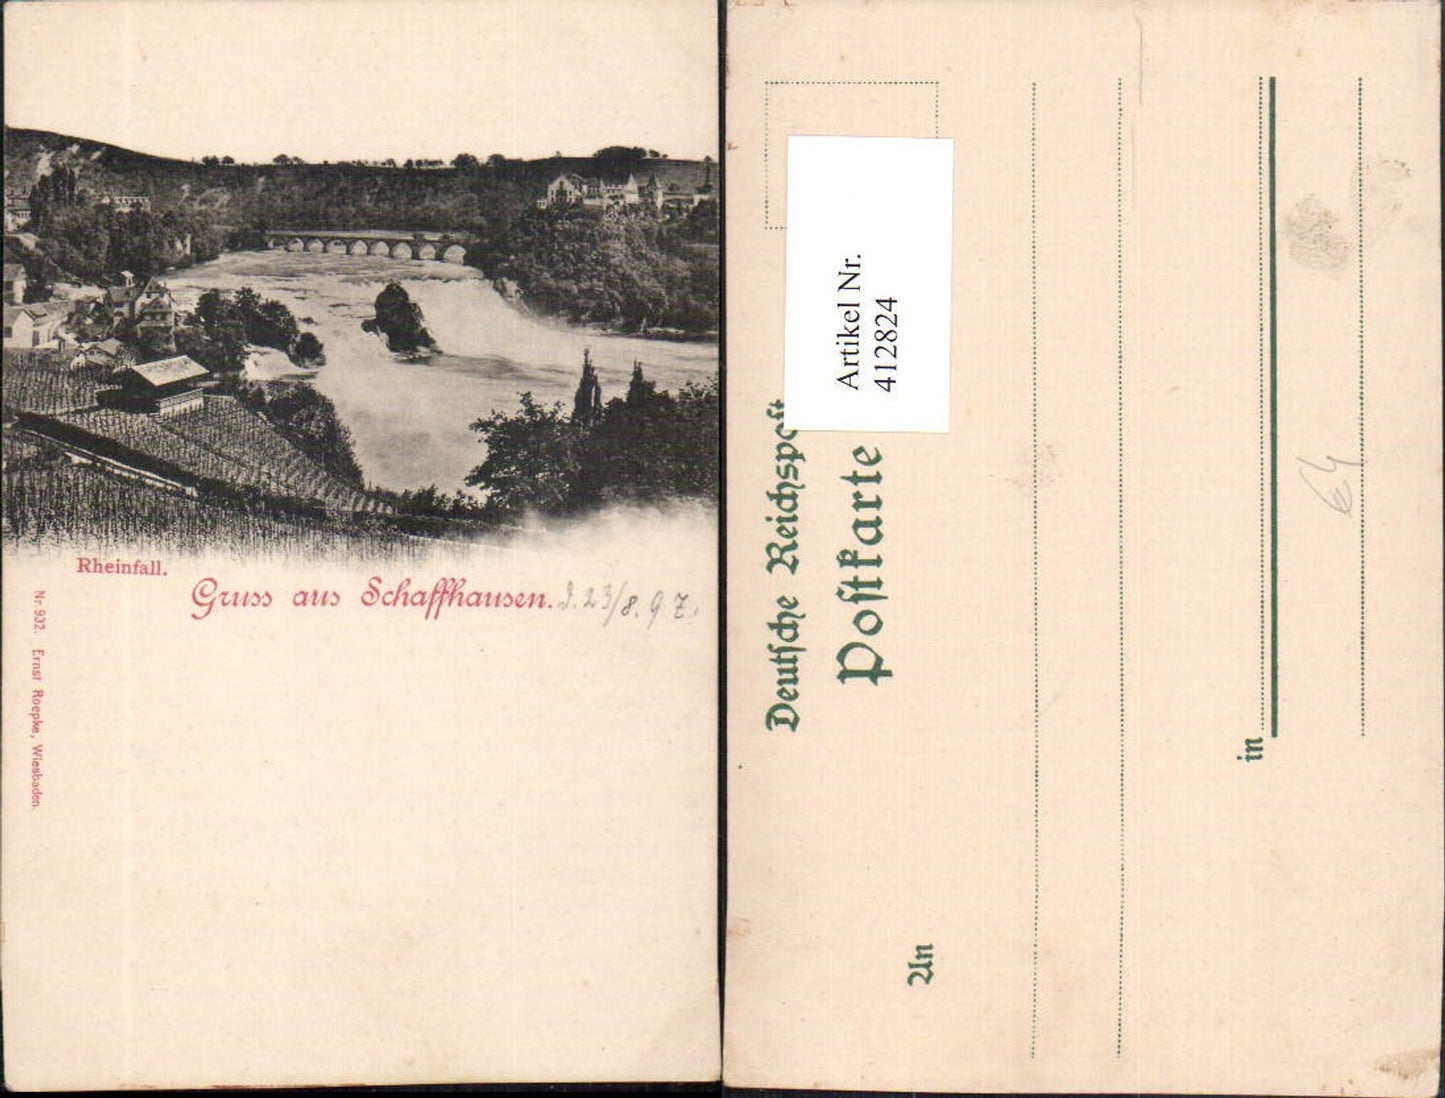 Rheinfall.
Gruss aus Schaffhausen. d. 23/8. 97.
Nr. 932. Ernst Roepke, Wiesbaden.
Artikel Nr.
412824
Deutsche Reichspost
Postkarte
An
in